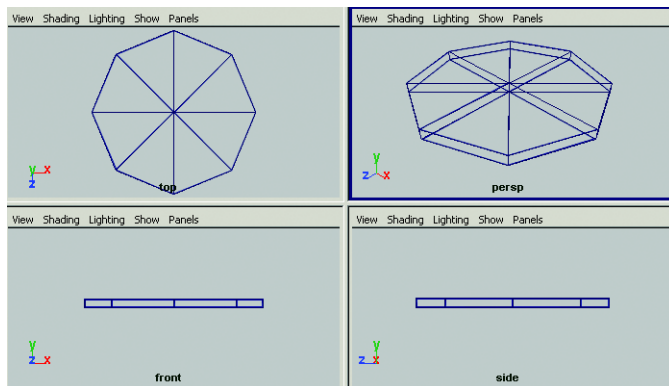 View Shading Lighting Show Panels
y x
z
top
View Shading Lighting Show Panels
y
z x
persp
View Shading Lighting Show Panels
y
z x
front
View Shading Lighting Show Panels
y
z x
side